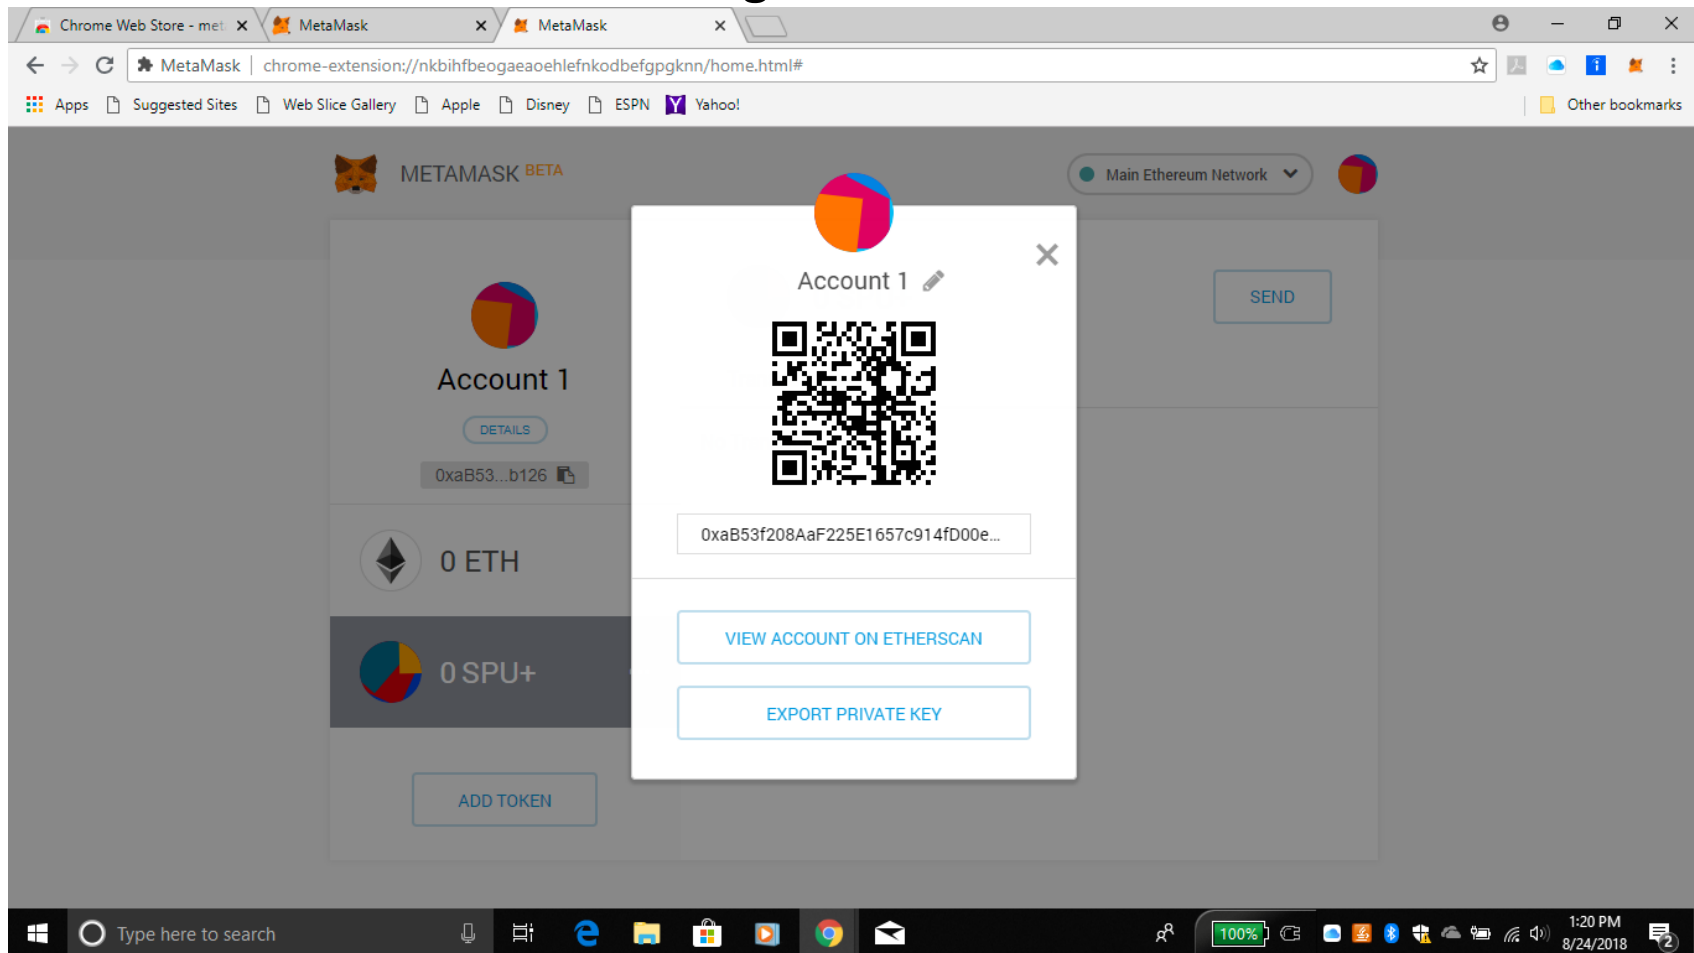 Chrome Web Store - met
MetaMask
MetaMask
MetaMask chrome-extension://nkbihfbeogaeaoehlefnkodbefgpgknn/home.html#
Apps Suggested Sites Web Slice Gallery Apple Disney ESPN Yahoo! Other bookmarks
METAMASK BETA
Main Ethereum Network
Account 1
DETAILS
0xaB53...b126
0 ETH
0 SPU+
ADD TOKEN
Account 1
0xaB53f208AaF225E1657c914fD00e...
VIEW ACCOUNT ON ETHERSCAN
EXPORT PRIVATE KEY
SEND
Type here to search
100%
1:20 PM
8/24/2018
2